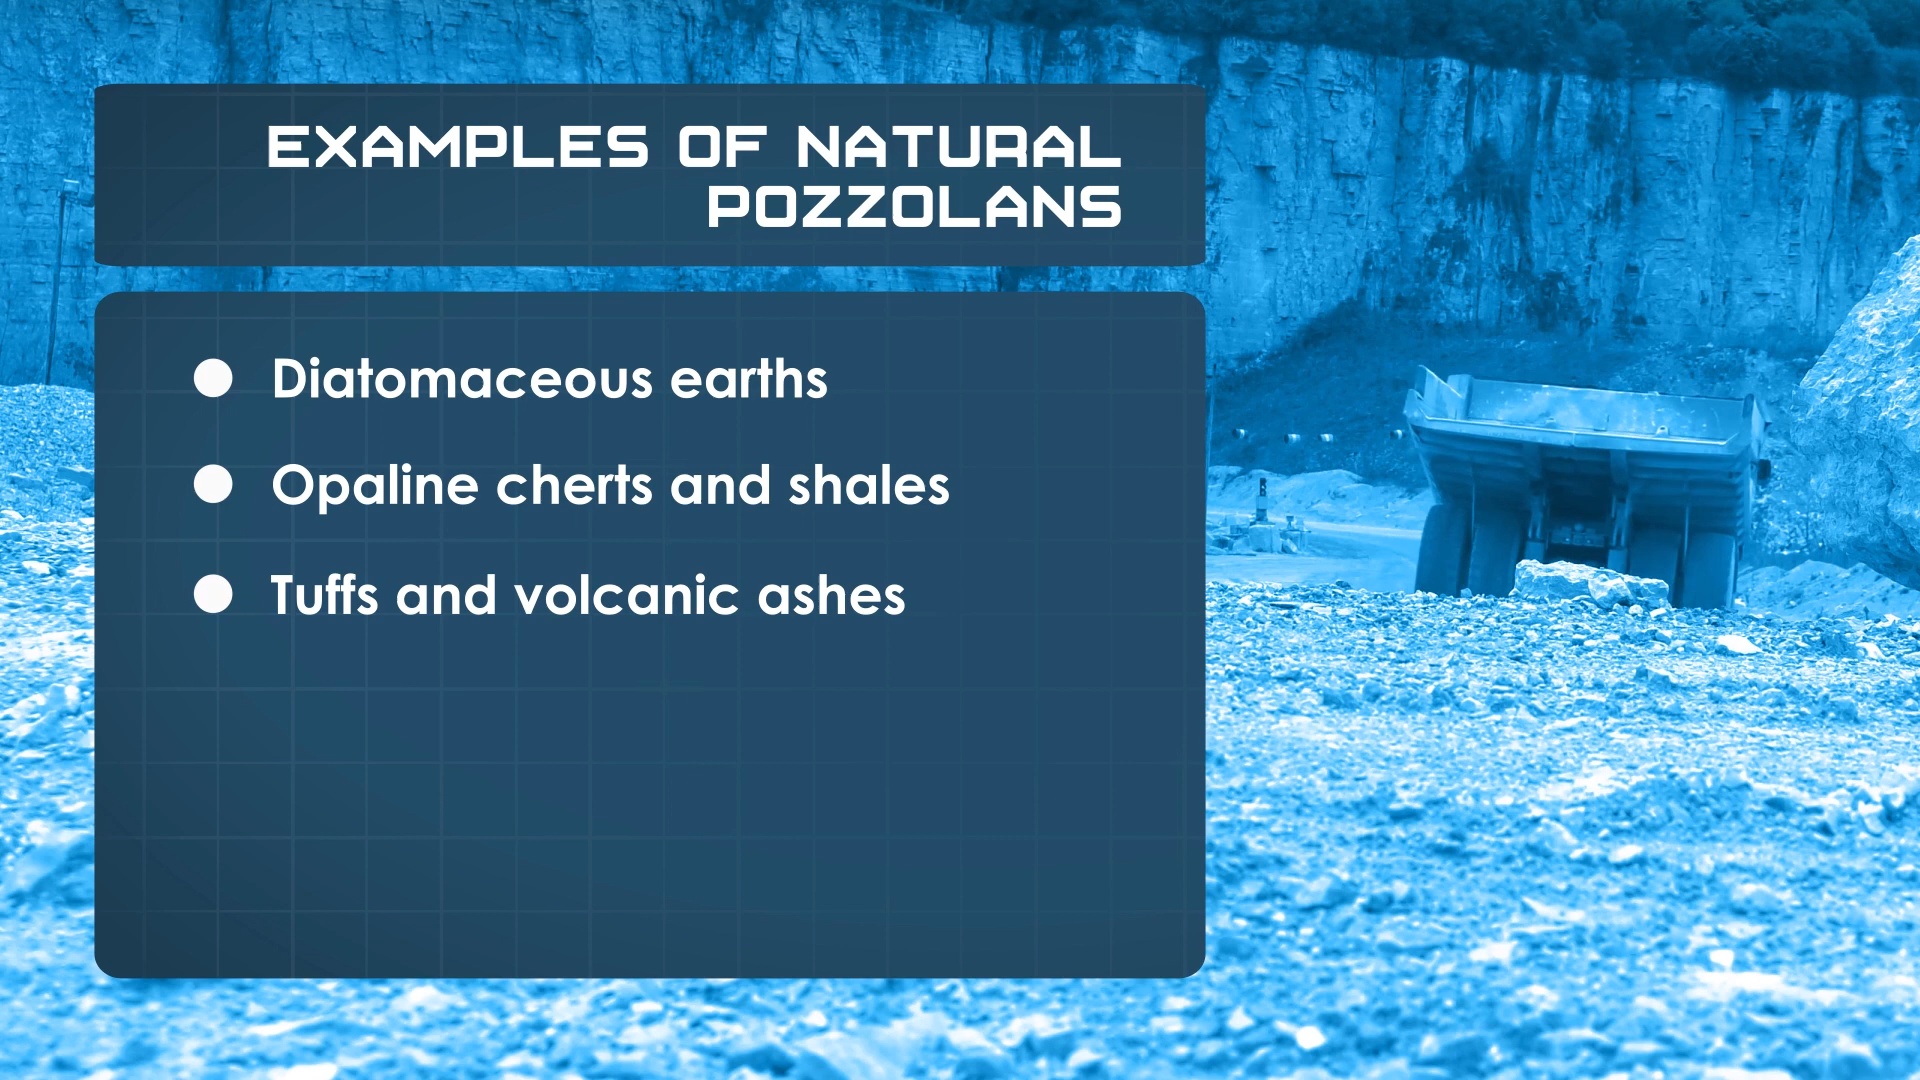 EXAMPLES OF NATURAL
POZZOLANS
● Diatomaceous earths
● Opaline cherts and shales
● Tuffs and volcanic ashes